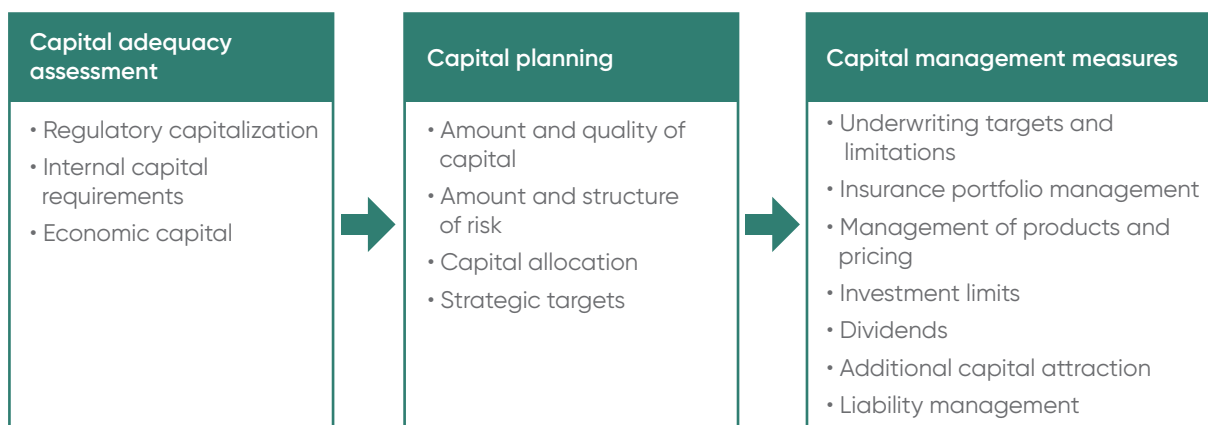 Capital adequacy
assessment
• Regulatory capitalization
• Internal capital
requirements
• Economic capital
Capital planning
• Amount and quality of
capital
• Amount and structure
of risk
• Capital allocation
• Strategic targets
Capital management measures
• Underwriting targets and
limitations
• Insurance portfolio management
• Management of products and
pricing
• Investment limits
• Dividends
• Additional capital attraction
• Liability management